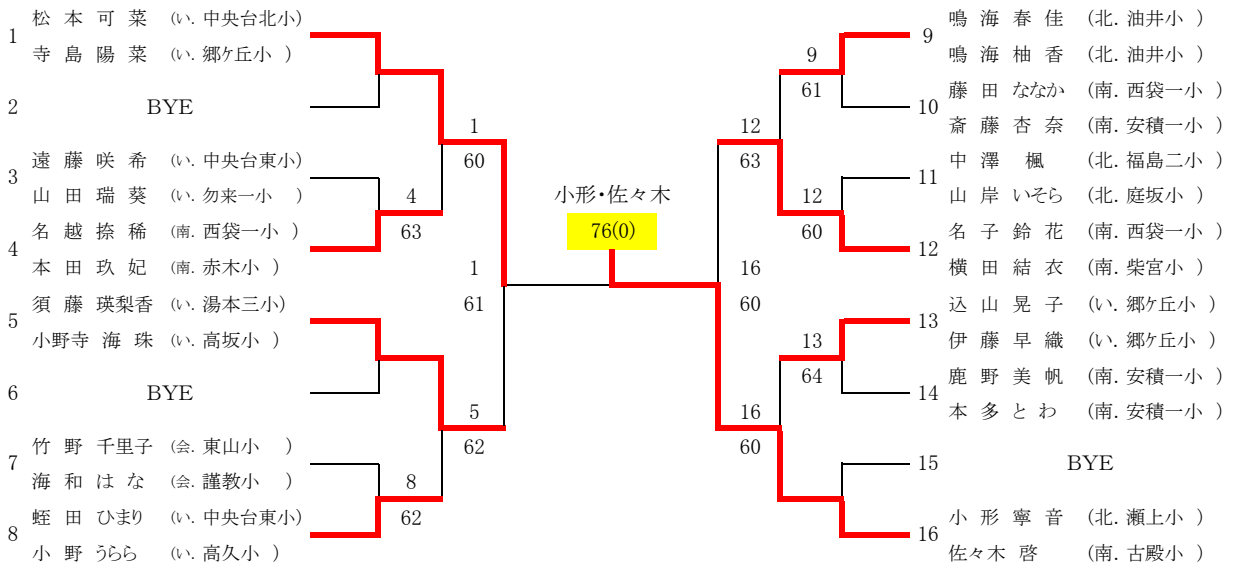 1 松本可菜 (い. 中央台北小)
寺島陽菜 (い. 郷ケ丘小 )
2 BYE
3 遠藤咲希 (い. 中央台東小)
山田瑞葵 (い. 勿来一小 )
4 名越捺稀 (南. 西袋一小 )
本田玖妃 (南. 赤木小 )
5 須藤瑛梨香 (い. 湯本三小)
小野寺海珠 (い. 高坂小 )
6 BYE
7 竹野千里子 (会. 東山小 )
海和はな (会. 謹教小 )
8 蛭田ひまり (い. 中央台東小)
小野うらら (い. 高久小 )
4
63
8
62
1
60
5
62
1
61
小形・佐々木
76(0)
16
60
12
63
16
60
9
61
12
60
13
64
9 鳴海春佳 (北. 油井小 )
鳴海柚香 (北. 油井小 )
10 藤田ななか (南. 西袋一小 )
斎藤杏奈 (南. 安積一小 )
11 中澤楓 (北. 福島二小 )
山岸いそら (北. 庭坂小 )
12 名子鈴花 (南. 西袋一小 )
横田結衣 (南. 柴宮小 )
13 込山晃子 (い. 郷ケ丘小 )
伊藤早織 (い. 郷ケ丘小 )
14 鹿野美帆 (南. 安積一小 )
本多とわ (南. 安積一小 )
15 BYE
16 小形寧音 (北. 瀬上小 )
佐々木啓 (南. 古殿小 )